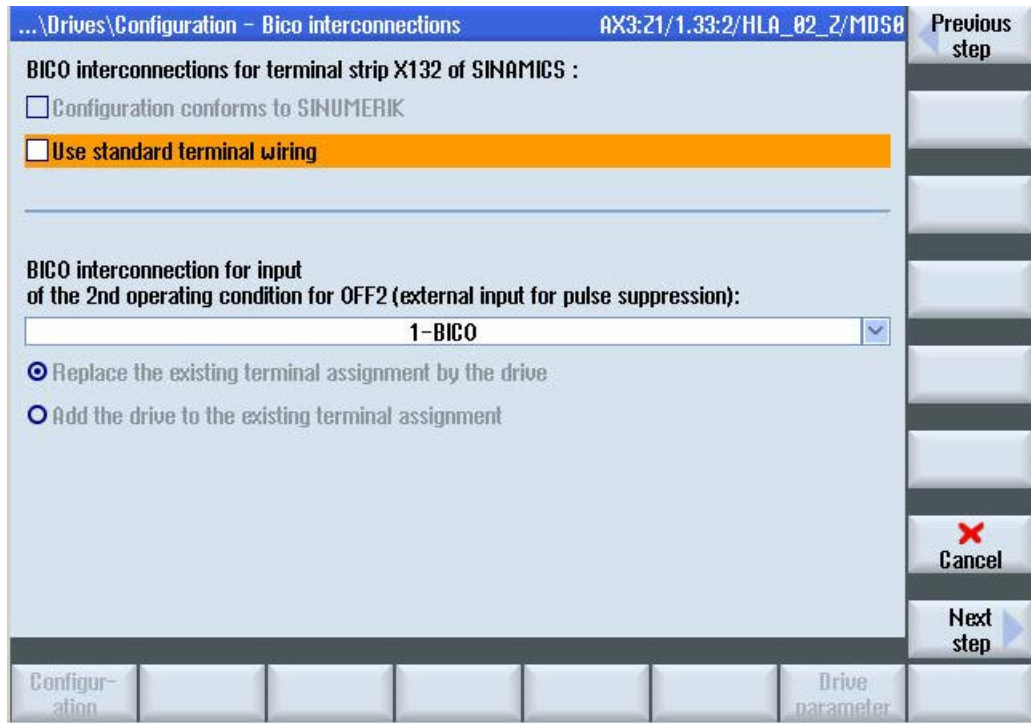 ...\Drives\Configuration - Bico interconnections
AX3:Z1/1.33:2/HLA_02_Z/MDS0
Previous
step
BICO interconnections for terminal strip X132 of SINAMICS :
Configuration conforms to SINUMERIK
Use standard terminal wiring
BICO interconnection for input
of the 2nd operating condition for OFF2 (external input for pulse suppression):
1-BICO
Replace the existing terminal assignment by the drive
Add the drive to the existing terminal assignment
Cancel
Next
step
Configur-
ation
Drive
parameter